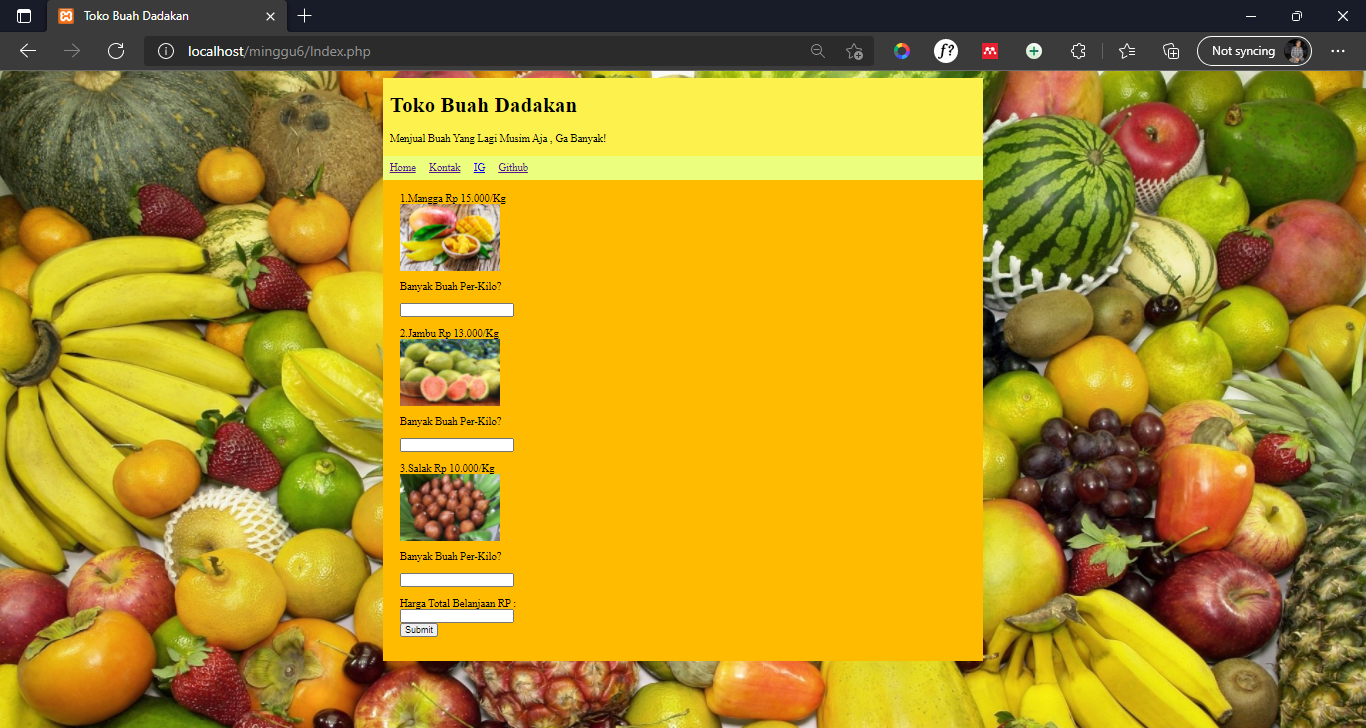 Toko Buah Dadakan
localhost/minggu6/Index.php
f?
Not syncing
Toko Buah Dadakan
Menjual Buah Yang Lagi Musim Aja , Ga Banyak!
Home Kontak IG Github
1.Mangga Rp 15.000/Kg
Banyak Buah Per-Kilo?
2.Jambu Rp 13.000/Kg
Banyak Buah Per-Kilo?
3.Salak Rp 10.000/Kg
Banyak Buah Per-Kilo?
Harga Total Belanjaan RP :
Submit